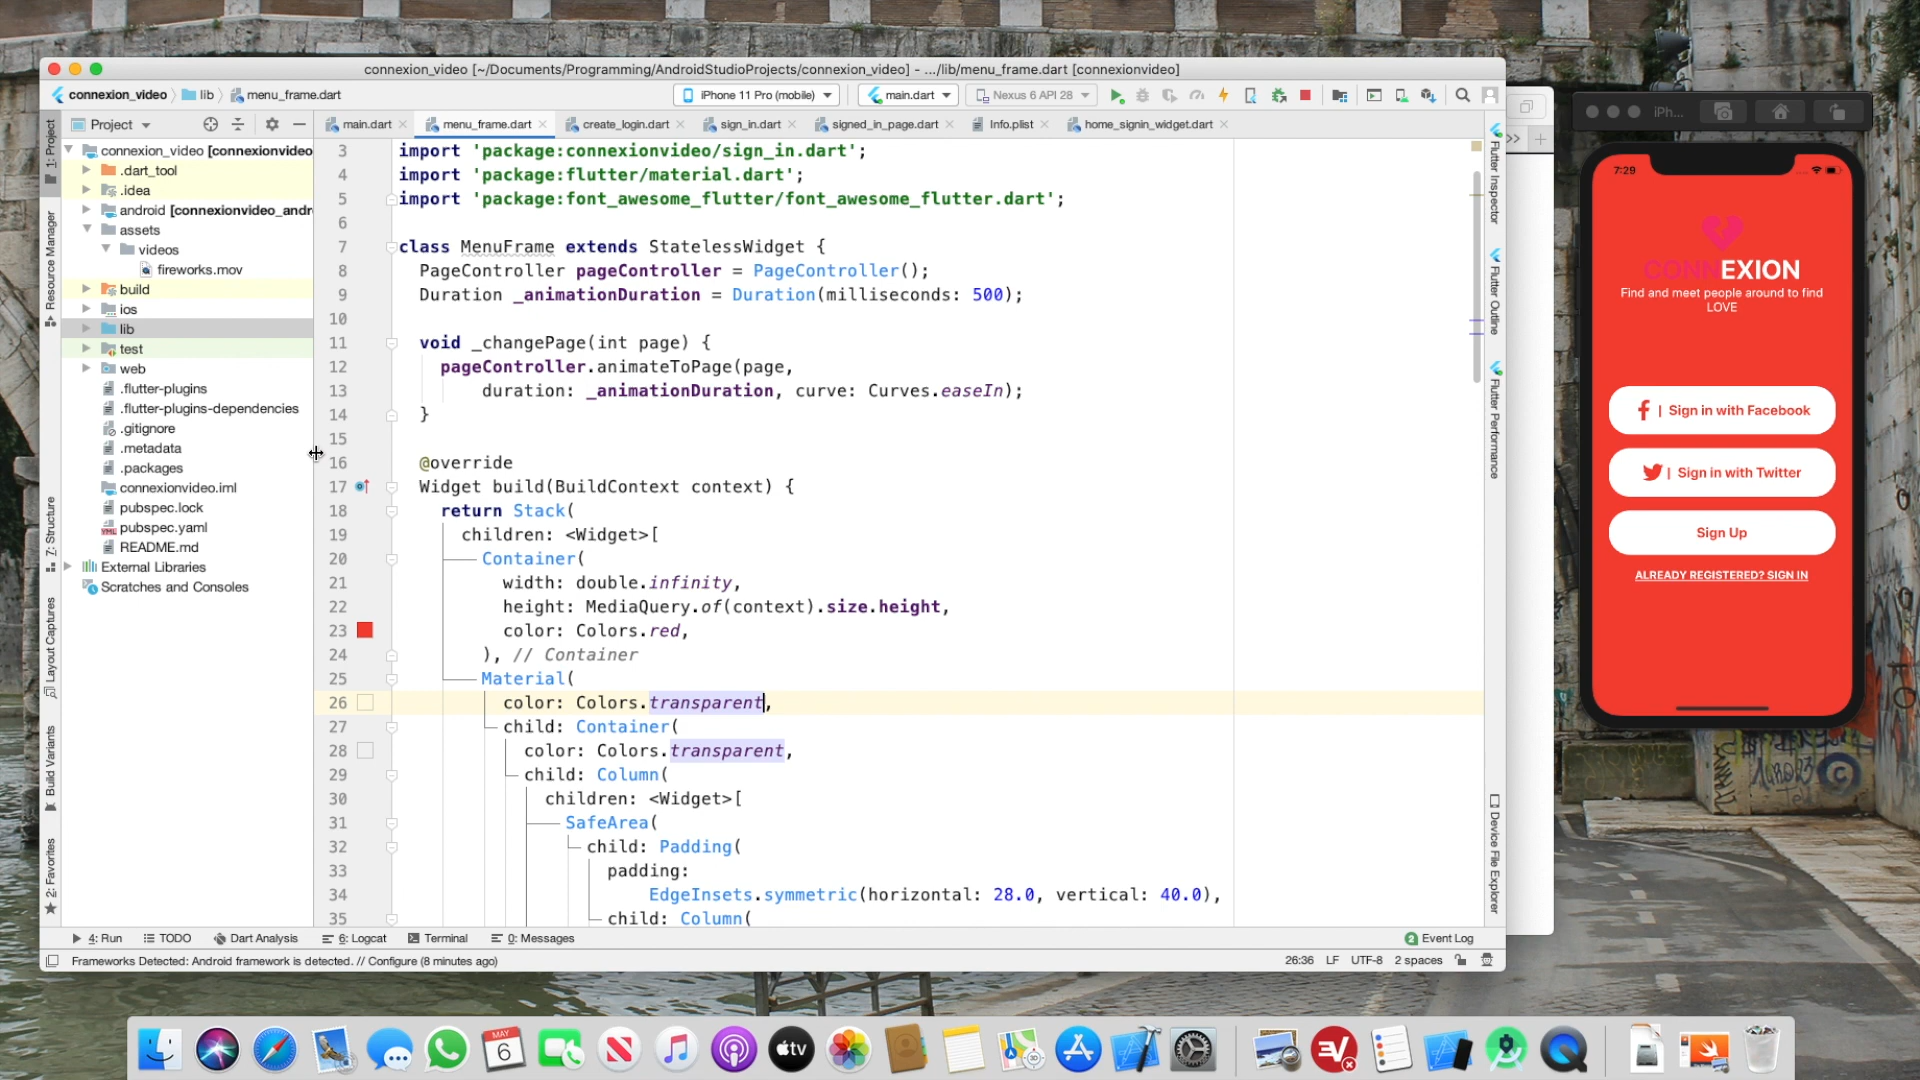 connexion_video [~/Documents/Programming/AndroidStudioProjects/connexion_video] - .../lib/menu_frame.dart [connexionvideo]
connexion_video
lib
menu_frame.dart
iPhone 11 Pro (mobile)
main.dart
Nexus 6 API 28
Project
main.dart
menu_frame.dart
create_login.dart
sign_in.dart
signed_in_page.dart
Info.plist
home_signin_widget.dart
1: Project
Resource Manager
7: Structure
Layout Captures
Build Variants
2: Favorites
connexion_video [connexionvideo
.dart_tool
.idea
android [connexionvideo_andr
assets
videos
fireworks.mov
build
ios
lib
test
web
.flutter-plugins
.flutter-plugins-dependencies
.gitignore
.metadata
.packages
connexionvideo.iml
pubspec.lock
pubspec.yaml
README.md
External Libraries
Scratches and Consoles
3 import 'package:connexionvideo/sign_in.dart';
4 import 'package:flutter/material.dart';
5 import 'package:font_awesome_flutter/font_awesome_flutter.dart';
6
7 class MenuFrame extends StatelessWidget {
8 PageController pageController = PageController();
9 Duration _animationDuration = Duration(milliseconds: 500);
10
11 void _changePage(int page) {
12 pageController.animateToPage(page,
13 duration: _animationDuration, curve: Curves.easeIn);
14 }
15
16 @override
17 Widget build(BuildContext context) {
18 return Stack(
19 children: <Widget>[
20 Container(
21 width: double.infinity,
22 height: MediaQuery.of(context).size.height,
23 color: Colors.red,
24 ), // Container
25 Material(
26 color: Colors.transparent,
27 child: Container(
28 color: Colors.transparent,
29 child: Column(
30 children: <Widget>[
31 SafeArea(
32 child: Padding(
33 padding:
34 EdgeInsets.symmetric(horizontal: 28.0, vertical: 40.0),
35 child: Column(
Flutter Inspector
Flutter Outline
Flutter Performance
Device File Explorer
4: Run
TODO
Dart Analysis
6: Logcat
Terminal
0: Messages
2 Event Log
Frameworks Detected: Android framework is detected. // Configure (8 minutes ago)
26:36 LF UTF-8 2 spaces
iPh...
7:29
CONNEXION
Find and meet people around to find
LOVE
| Sign in with Facebook
| Sign in with Twitter
Sign Up
ALREADY REGISTERED? SIGN IN
MAY
6
tv